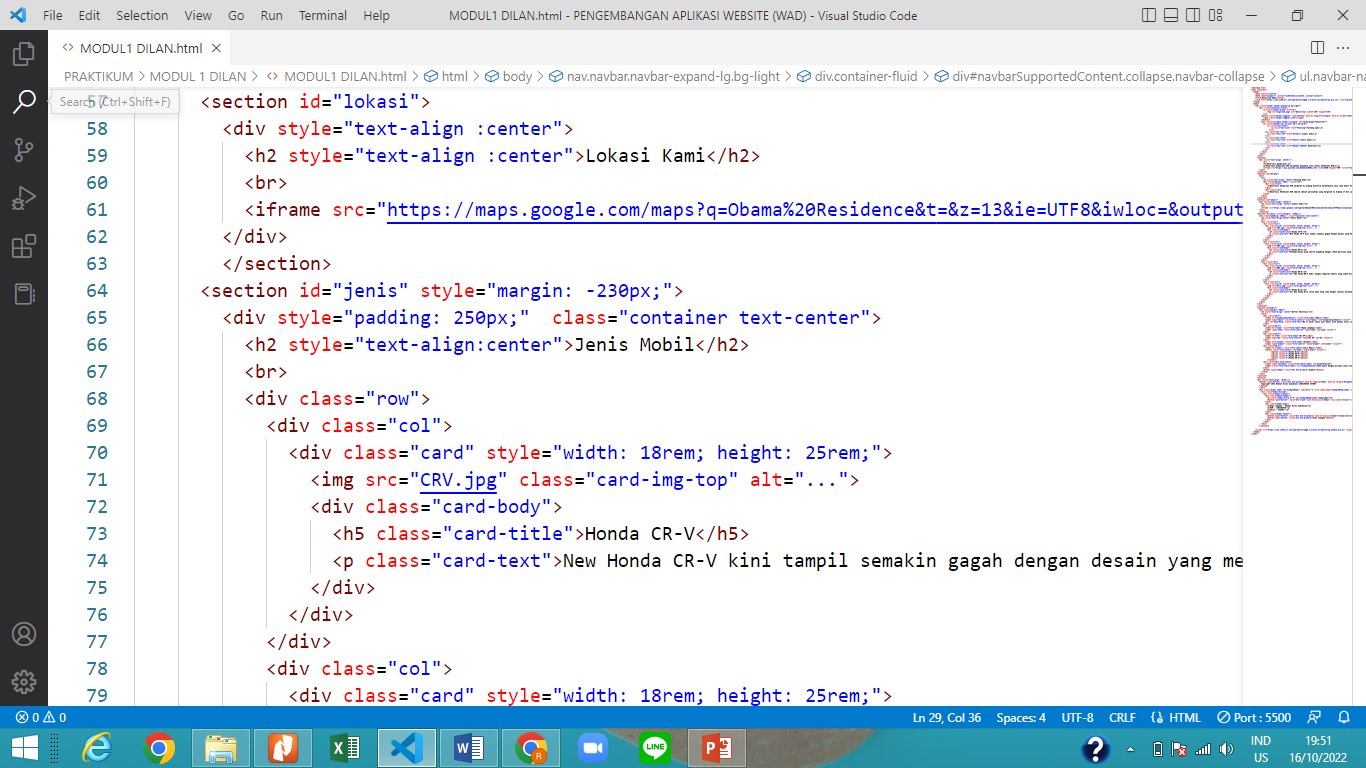 File Edit Selection View Go Run Terminal Help MODUL1 DILAN.html - PENGEMBANGAN APLIKASI WEBSITE (WAD) - Visual Studio Code
MODUL1 DILAN.html
PRAKTIKUM > MODUL 1 DILAN > MODUL1 DILAN.html > html > body > nav.navbar.navbar-expand-lg.bg-light > div.container-fluid > div#navbarSupportedContent.collapse.navbar-collapse > ul.navbar-na
Search (Ctrl+Shift+F)
57 <section id="lokasi">
58 <div style="text-align :center">
59 <h2 style="text-align :center">Lokasi Kami</h2>
60 <br>
61 <iframe src="https://maps.google.com/maps?q=Obama%20Residence&t=&z=13&ie=UTF8&iwloc=&output
62 </div>
63 </section>
64 <section id="jenis" style="margin: -230px;">
65 <div style="padding: 250px;"  class="container text-center">
66 <h2 style="text-align:center">Jenis Mobil</h2>
67 <br>
68 <div class="row">
69 <div class="col">
70 <div class="card" style="width: 18rem; height: 25rem;">
71 <img src="CRV.jpg" class="card-img-top" alt="...">
72 <div class="card-body">
73 <h5 class="card-title">Honda CR-V</h5>
74 <p class="card-text">New Honda CR-V kini tampil semakin gagah dengan desain yang me
75 </div>
76 </div>
77 </div>
78 <div class="col">
79 <div class="card" style="width: 18rem; height: 25rem;">
0 0 Ln 29, Col 36 Spaces: 4 UTF-8 CRLF HTML Port : 5500
IND 19:51
US 16/10/2022